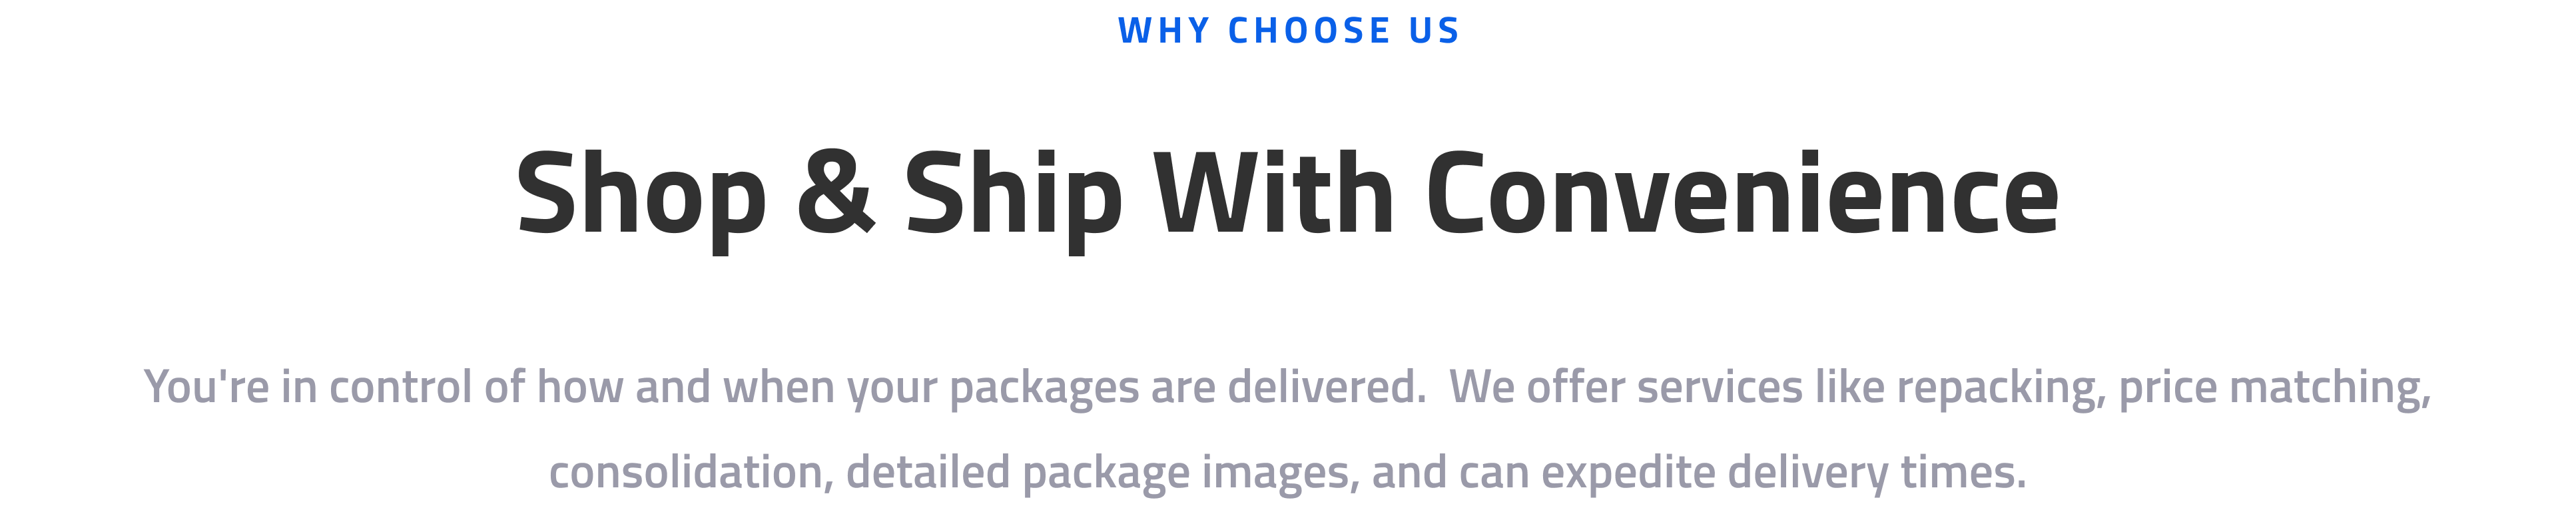 WHY CHOOSE US
Shop & Ship With Convenience
You're in control of how and when your packages are delivered.  We offer services like repacking, price matching,
consolidation, detailed package images, and can expedite delivery times.